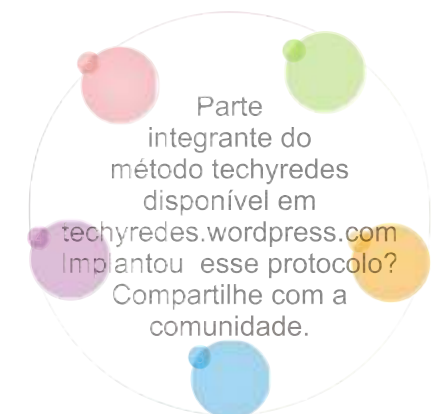 Parte
integrante do
método techyredes
disponível em
techyredes.wordpress.com
Implantou esse protocolo?
Compartilhe com a
comunidade.